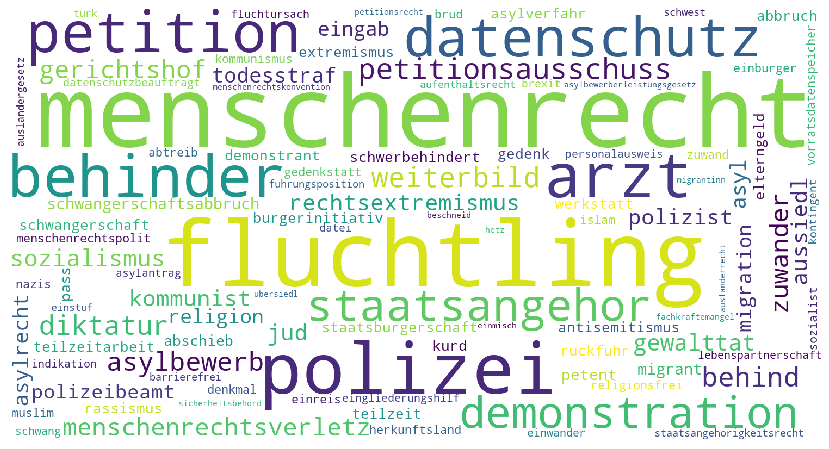 turk
fluchtursach
petitionsrecht
brud
asylverfahr
schwest
abbruch
petition
eingab
datenschutz
kommunismus
extremismus
gerichtshof
todesstraf
petitionsausschuss
einburger
auslandergesetz
datenschutzbeauftragt
menschenrechtskonvention
aufenthaltsrecht
brexit
asylbewerberleistungsgesetz
vorratsdatenspeicher
menschenrecht
abtreib
demonstrant
schwerbehindert
gedenk
personalausweis
zuwand
elterngeld
behinder
gedenkstatt
fuhrungsposition
weiterbild
arzt
asyl
nigrantinn
schwangerschaftsabbruch
rechtsextremismus
werkstatt
zuwander
aussiedl
kontingent
schwangerschaft
burgerinitiativ
beschneid
islam
polizist
menschenrechtspolit
datei
hetz
fluchtling
sozialismus
asylantrag
migration
auslanderrecht
nazis
pass
ubersiedl
einstuf
kommunist
staatsangehor
fachkraftemangel"
sozialist
asylrecht
diktatur
religion
jud
staatsburgerschaft
einmisch
antisemitismus
gewalttat
teilzeitarbeit
abschieb
kurd
ruckfuhr
lebenspartnerschaft
indikation
asylbewerb
polizei
petent
migrant
behind
barrierefrei
polizeibeamt
denkmal
einreis
eingliederungshilf
religionsfrei
muslim
rassismus
sicherheitsbehord
teilzeit
demonstration
schwang
menschenrechtsverletz
herkunftsland
einwander
staatsangehorigkeitsrecht